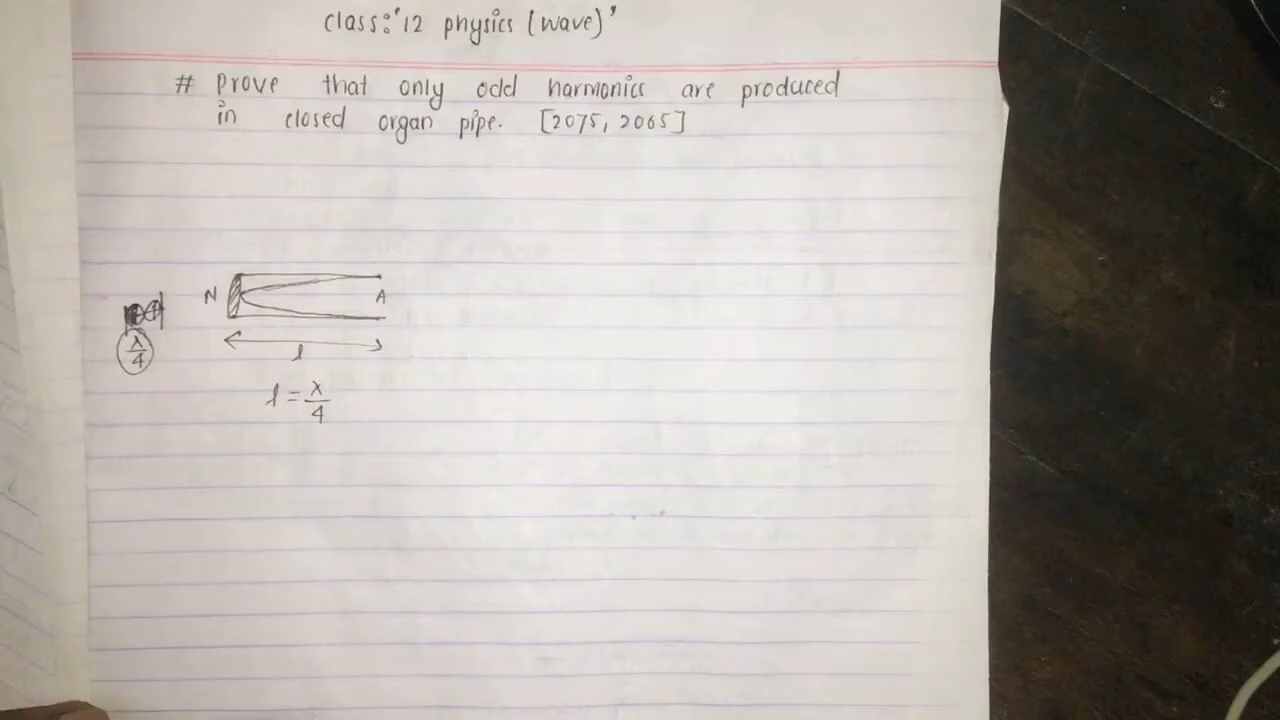 class:'12 physics (wave)'
# Prove that only odd harmonics are produced
in closed organ pipe. [2075, 2065]
N A
λ/4
l
l = λ/4